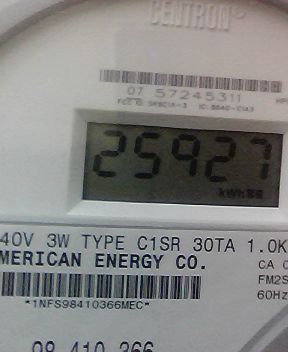 CENTRON®
07 57245311
25927
kWh
40V 3W TYPE C1SR 30TA 1.0K
MERICAN ENERGY CO.
CA
FM2S
60Hz
*1NFS98410366MEC*
98 410 366